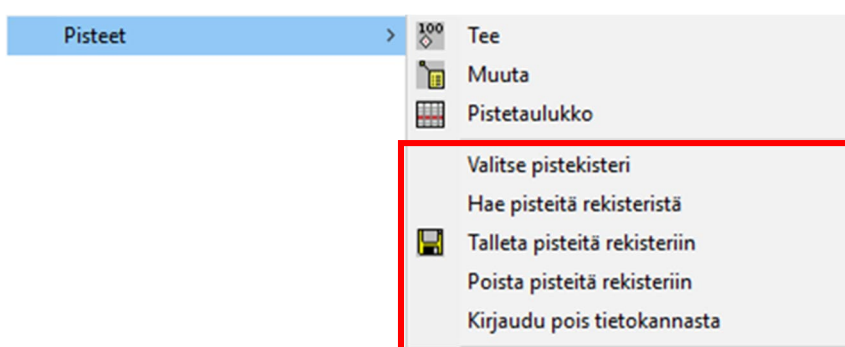 Pisteet
100 Tee
Muuta
Pistetaulukko
Valitse pistekisteri
Hae pisteitä rekisteristä
Talleta pisteitä rekisteriin
Poista pisteitä rekisteriin
Kirjaudu pois tietokannasta